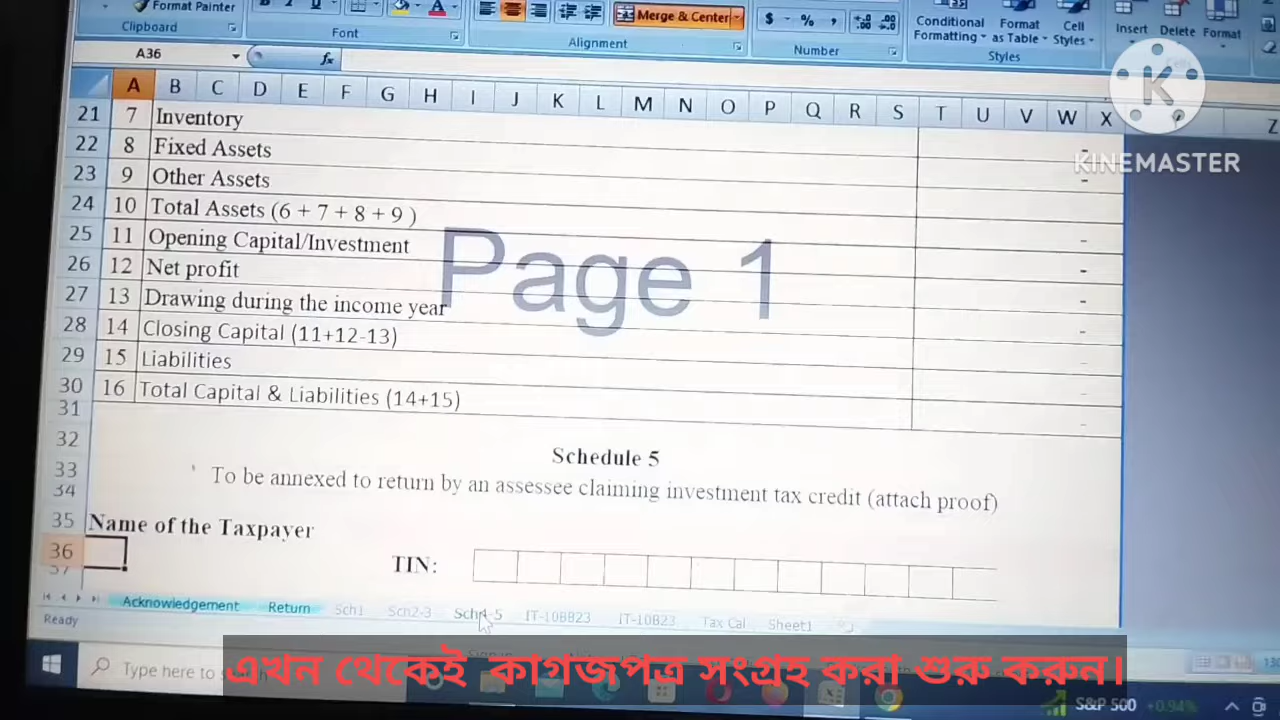 Format Painter
Clipboard
Font
Merge & Center
Alignment
$ % ,
Number
Conditional Formatting
Format as Table
Cell Styles
Styles
Insert Delete Format
A36
fx
A B C D E F G H I J K L M N O P Q R S T U V W X Z
KINEMASTER
21 7 Inventory -
22 8 Fixed Assets -
23 9 Other Assets
24 10 Total Assets (6 + 7 + 8 + 9 ) -
25 11 Opening Capital/Investment -
26 12 Net profit -
27 13 Drawing during the income year -
28 14 Closing Capital (11+12-13) -
29 15 Liabilities -
30 16 Total Capital & Liabilities (14+15) -
Page 1
31
32 Schedule 5
33 To be annexed to return by an assessee claiming investment tax credit (attach proof)
34
35 Name of the Taxpayer
36 TIN:
37
Acknowledgement Return Sch1 Sch2-3 Sch4-5 IT-10BB23 IT-10B23 Tax Cal Sheet1
Ready
এখন থেকেই কাগজপত্র সংগ্রহ করা শুরু করুন।
Type here to
S&P 500 +0.94%